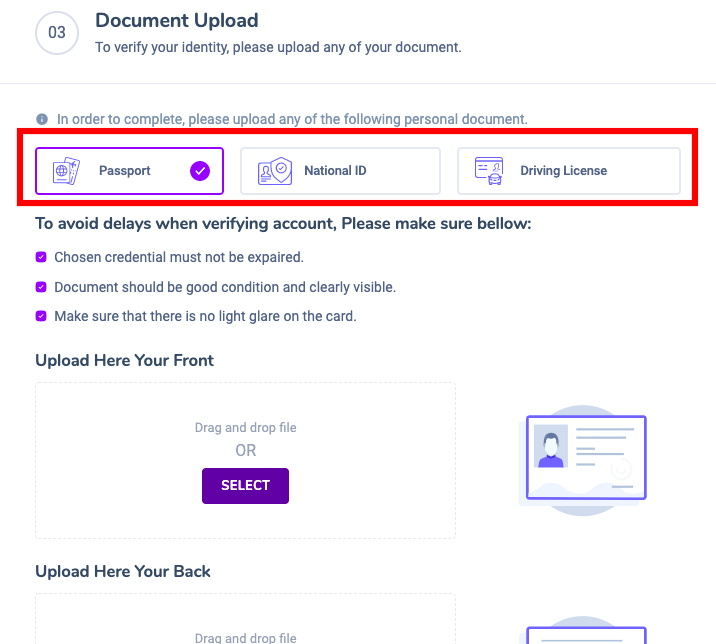 03
Document Upload
To verify your identity, please upload any of your document.
In order to complete, please upload any of the following personal document.
Passport
National ID
Driving License
To avoid delays when verifying account, Please make sure bellow:
Chosen credential must not be expaired.
Document should be good condition and clearly visible.
Make sure that there is no light glare on the card.
Upload Here Your Front
Drag and drop file
OR
SELECT
Upload Here Your Back
Drag and drop file